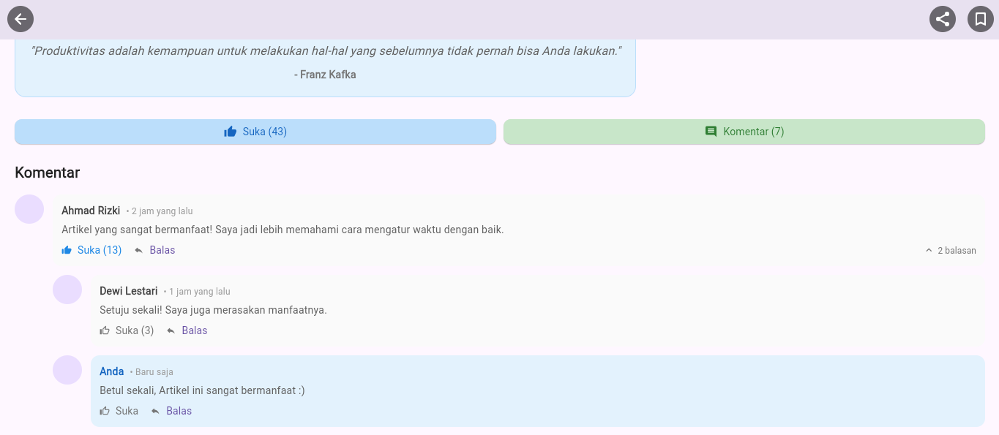 "Produktivitas adalah kemampuan untuk melakukan hal-hal yang sebelumnya tidak pernah bisa Anda lakukan."
- Franz Kafka
Suka (43)
Komentar (7)
Komentar
Ahmad Rizki • 2 jam yang lalu
Artikel yang sangat bermanfaat! Saya jadi lebih memahami cara mengatur waktu dengan baik.
Suka (13) Balas 2 balasan
Dewi Lestari • 1 jam yang lalu
Setuju sekali! Saya juga merasakan manfaatnya.
Suka (3) Balas
Anda • Baru saja
Betul sekali, Artikel ini sangat bermanfaat :)
Suka Balas